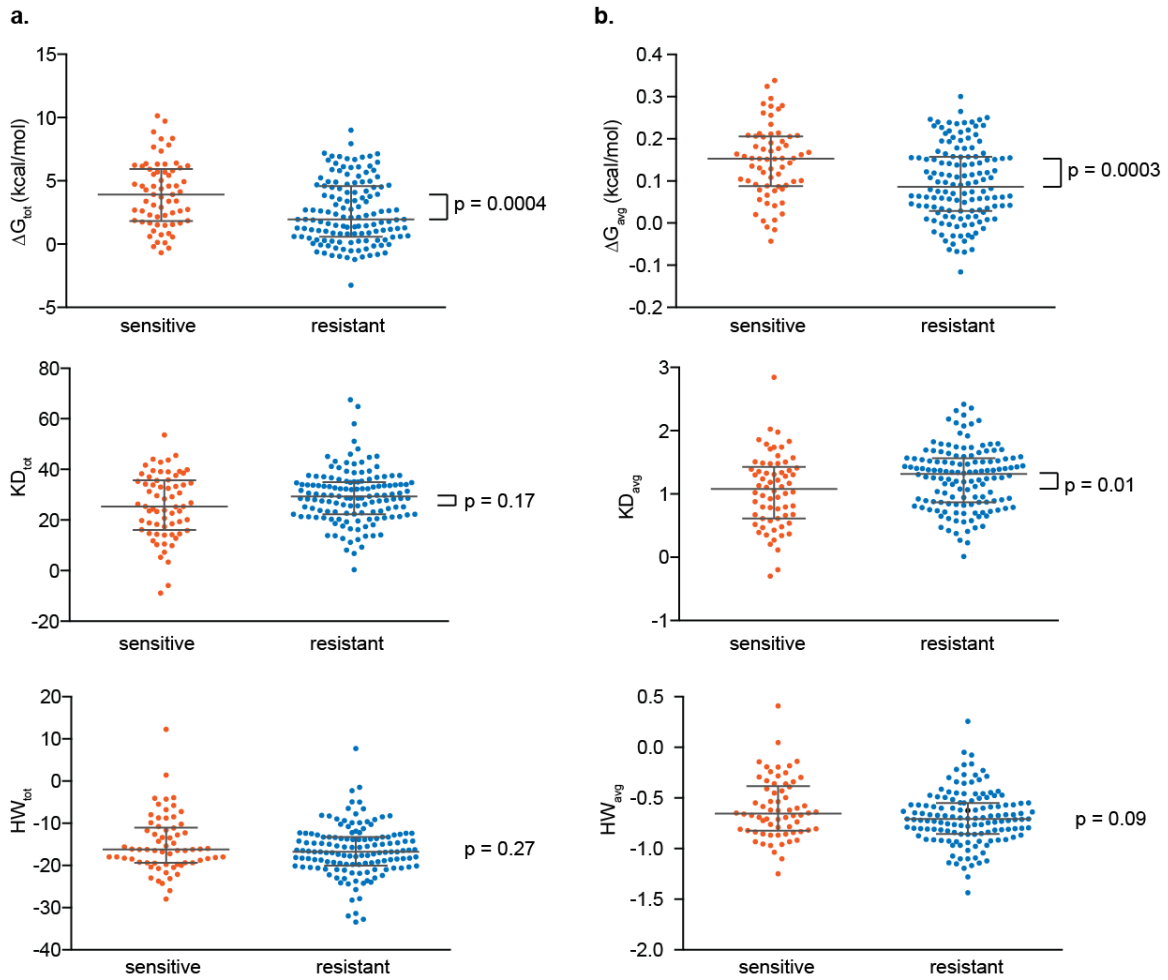 a.
15
10
5
0
-5
ΔGtot (kcal/mol)
p = 0.0004
sensitive resistant
b.
0.4
0.3
0.2
0.1
0.0
-0.1
-0.2
ΔGavg (kcal/mol)
p = 0.0003
sensitive resistant
80
60
40
20
0
-20
KDtot
p = 0.17
sensitive resistant
3
2
1
0
-1
KDavg
p = 0.01
sensitive resistant
20
10
0
-10
-20
-30
-40
HWtot
p = 0.27
sensitive resistant
0.5
0.0
-0.5
-1.0
-1.5
-2.0
HWavg
p = 0.09
sensitive resistant